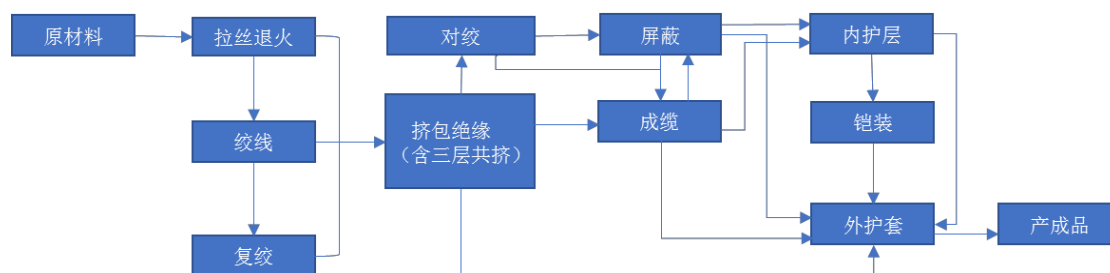 原材料
拉丝退火
对绞
屏蔽
内护层
绞线
挤包绝缘
（含三层共挤）
成缆
铠装
复绞
外护套
产成品